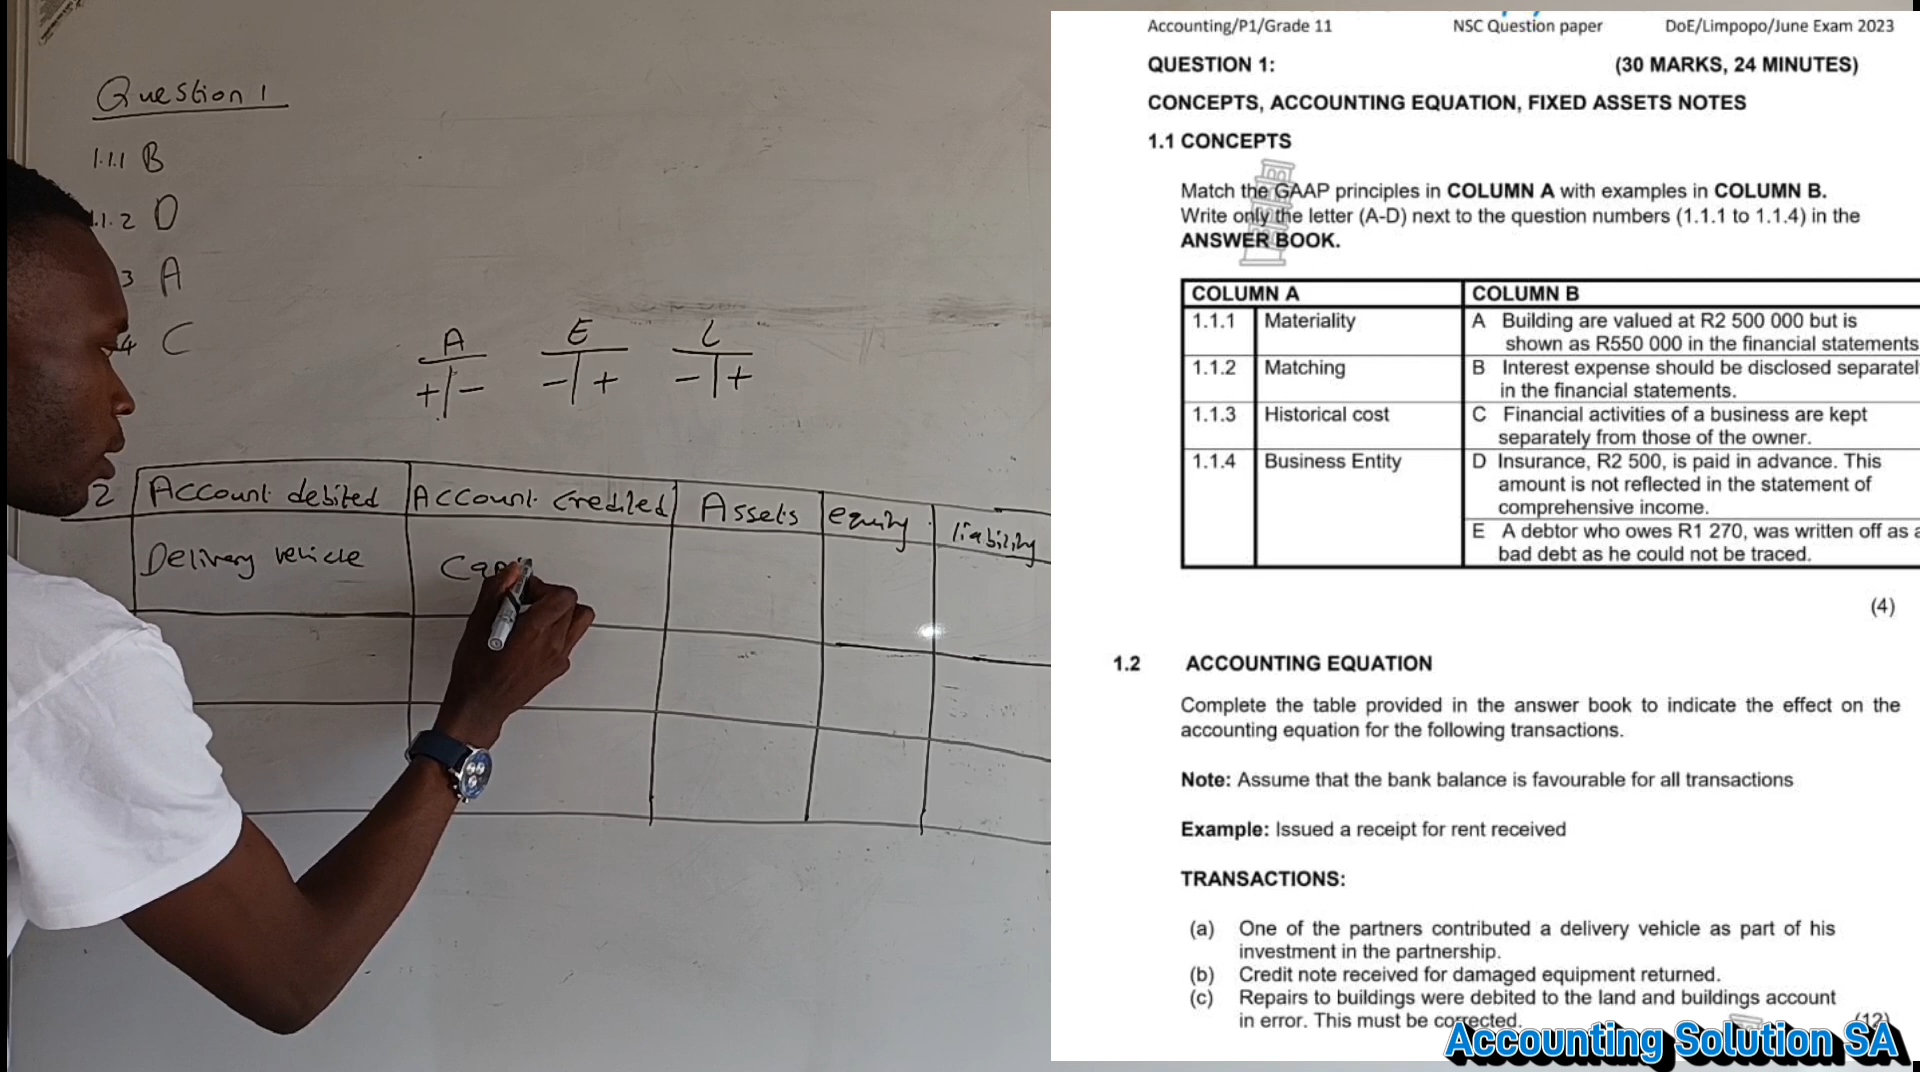 Question 1
1.1.1 B
1.1.2 D
3 A
4 C
A E L
+ - - + - +
2 Account debited Account credited Assets equity liability
Delivery vehicle Capi
Accounting/P1/Grade 11 NSC Question paper DoE/Limpopo/June Exam 2023
QUESTION 1: (30 MARKS, 24 MINUTES)
CONCEPTS, ACCOUNTING EQUATION, FIXED ASSETS NOTES
1.1 CONCEPTS
Match the GAAP principles in COLUMN A with examples in COLUMN B.
Write only the letter (A-D) next to the question numbers (1.1.1 to 1.1.4) in the
ANSWER BOOK.
COLUMN A COLUMN B
1.1.1 Materiality A Building are valued at R2 500 000 but is
shown as R550 000 in the financial statements
1.1.2 Matching B Interest expense should be disclosed separatel
in the financial statements.
1.1.3 Historical cost C Financial activities of a business are kept
separately from those of the owner.
1.1.4 Business Entity D Insurance, R2 500, is paid in advance. This
amount is not reflected in the statement of
comprehensive income.
E A debtor who owes R1 270, was written off as a
bad debt as he could not be traced.
(4)
1.2 ACCOUNTING EQUATION
Complete the table provided in the answer book to indicate the effect on the
accounting equation for the following transactions.
Note: Assume that the bank balance is favourable for all transactions
Example: Issued a receipt for rent received
TRANSACTIONS:
(a) One of the partners contributed a delivery vehicle as part of his
investment in the partnership.
(b) Credit note received for damaged equipment returned.
(c) Repairs to buildings were debited to the land and buildings account
in error. This must be corrected. (12)
Accounting Solution SA